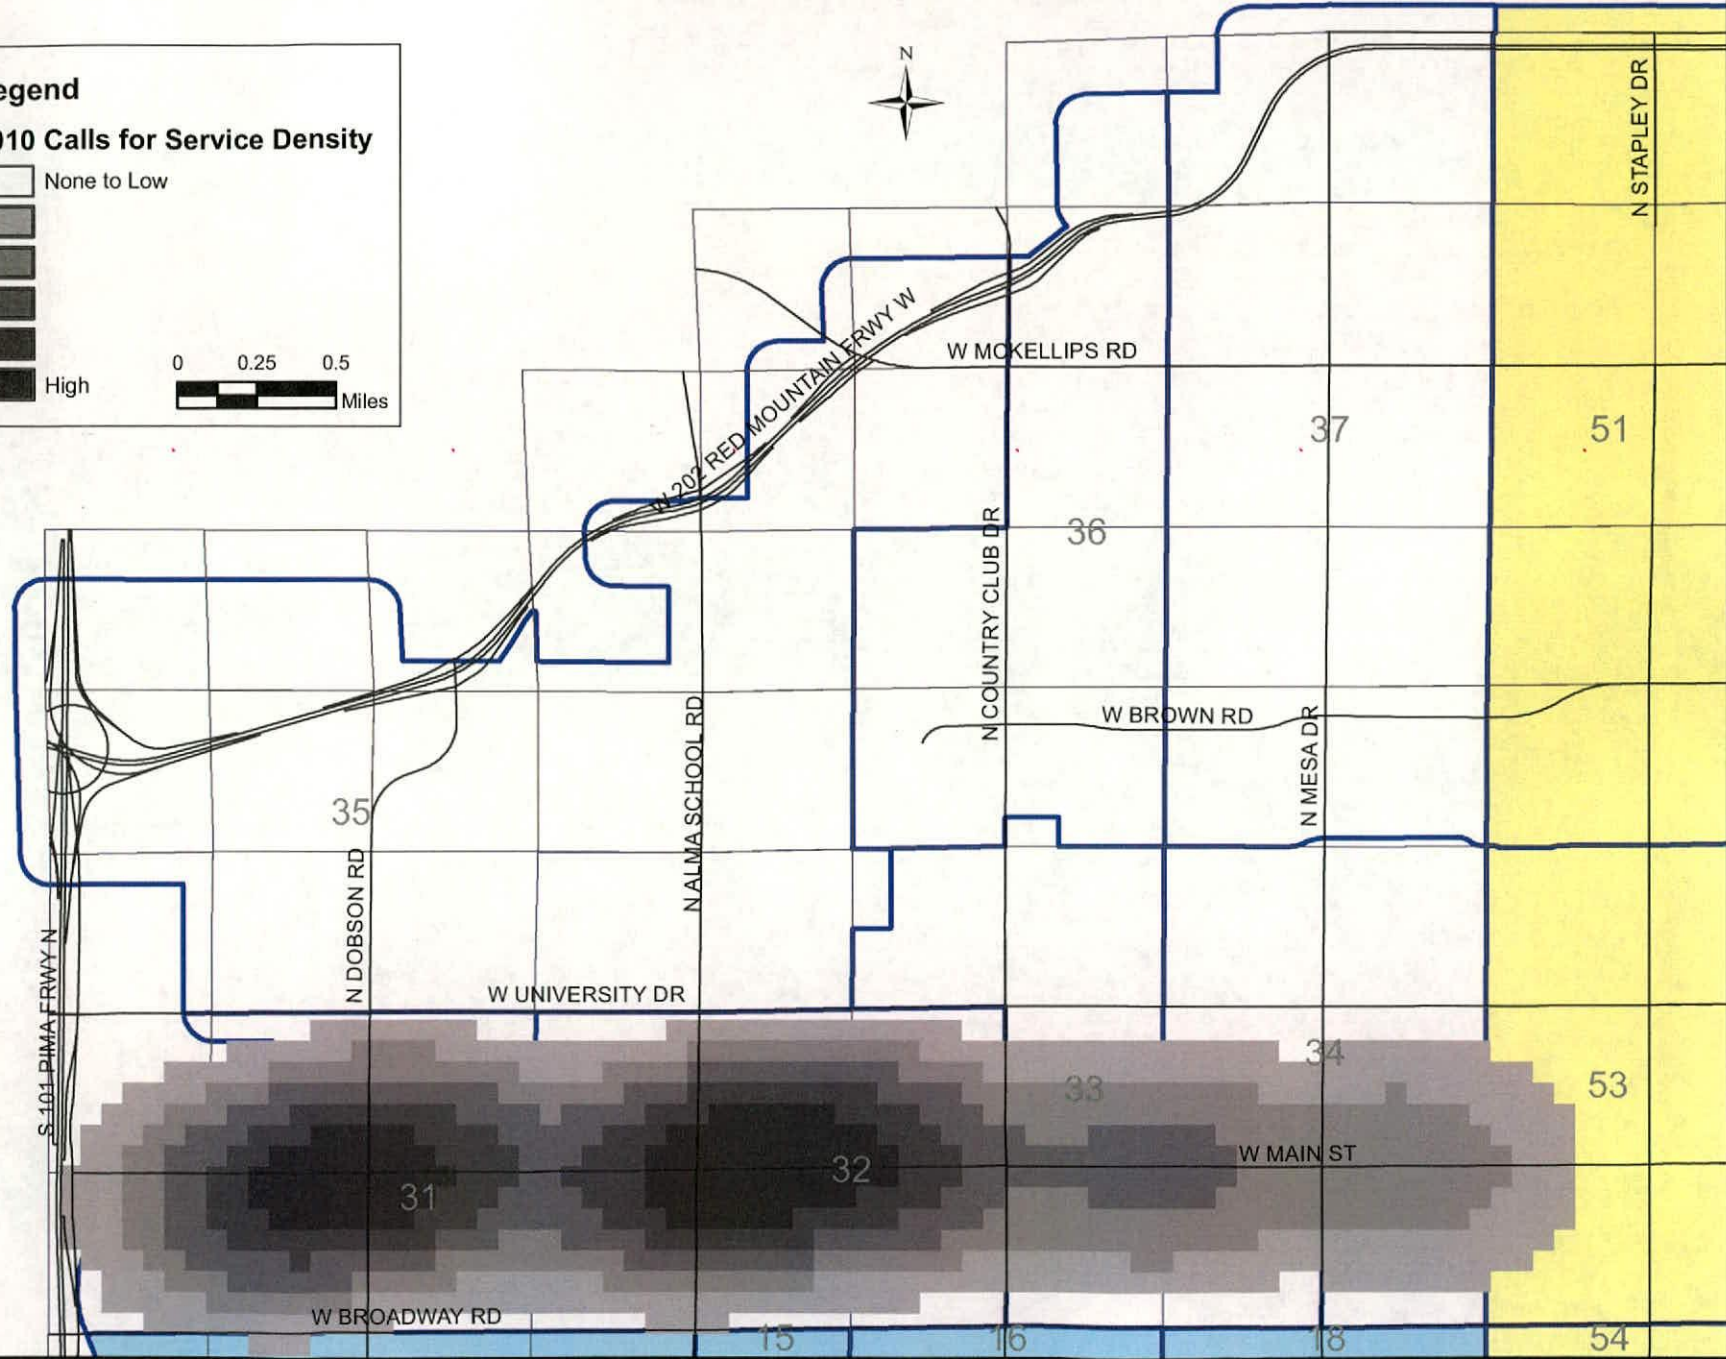 egend
010 Calls for Service Density
None to Low
High
0 0.25 0.5
Miles
N
N STAPLEY DR
W MCKELLIPS RD
W 202 RED MOUNTAIN FRWY W
37
51
36
N COUNTRY CLUB DR
W BROWN RD
N MESA DR
N ALMA SCHOOL RD
35
N DOBSON RD
W UNIVERSITY DR
S 101 PIMA FRWY N
34
33
53
W MAIN ST
32
31
W BROADWAY RD
15
16
18
54